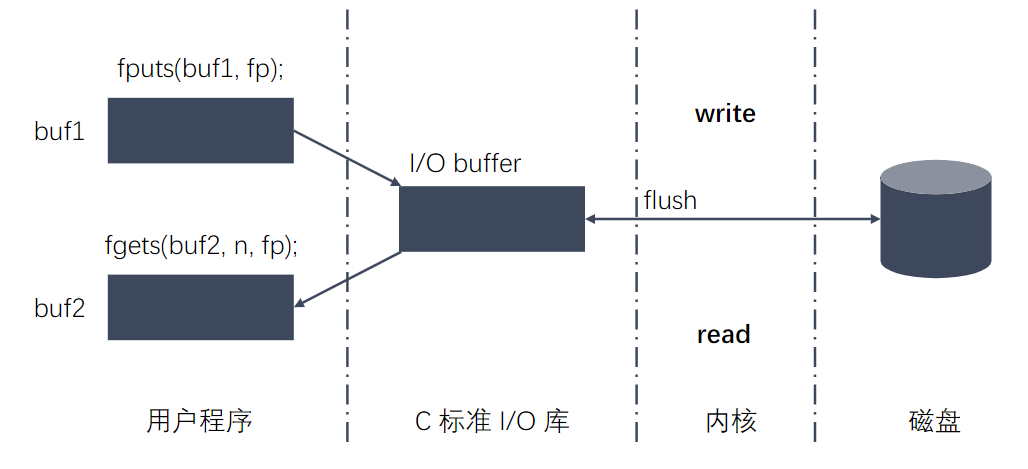 fputs(buf1, fp);
buf1
I/O buffer
write
flush
fgets(buf2, n, fp);
buf2
read
用户程序
C 标准 I/O 库
内核
磁盘